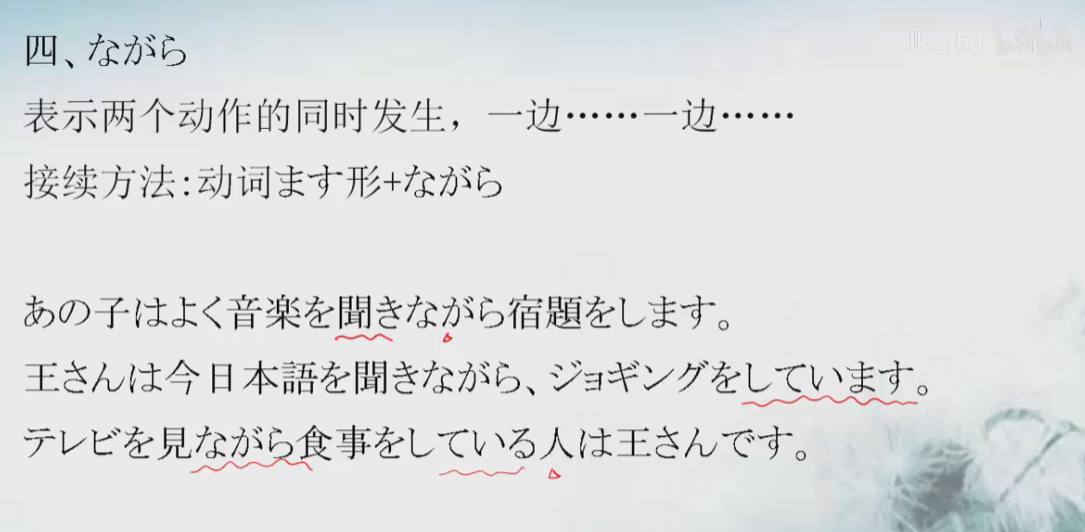 四、ながら
lk_qhd bilibili
表示两个动作的同时发生，一边……一边……
接续方法:动词ます形+ながら
あの子はよく音楽を聞きながら宿題をします。
王さんは今日本語を聞きながら、ジョギングをしています。
テレビを見ながら食事をしている人は王さんです。